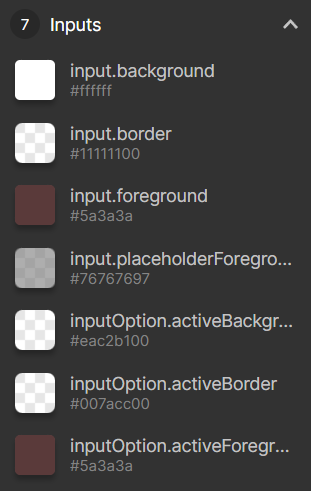 7 Inputs
input.background
#ffffff
input.border
#11111100
input.foreground
#5a3a3a
input.placeholderForegro...
#76767697
inputOption.activeBackgr...
#eac2b100
inputOption.activeBorder
#007acc00
inputOption.activeForegr...
#5a3a3a